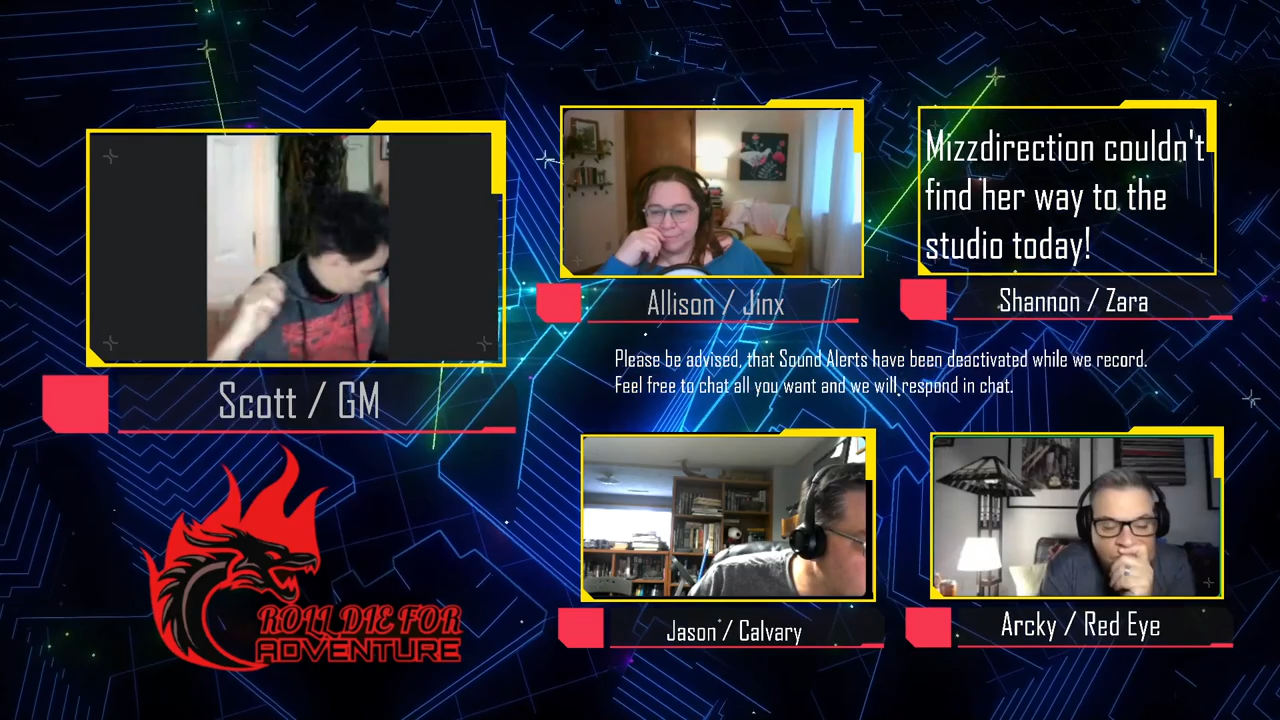 Mizzdirection couldn't
find her way to the
studio today!
Allison / Jinx
Shannon / Zara
Please be advised, that Sound Alerts have been deactivated while we record.
Feel free to chat all you want and we will respond in chat.
Scott / GM
ROLL DIE FOR
ADVENTURE
Jason / Calvary
Arcky / Red Eye